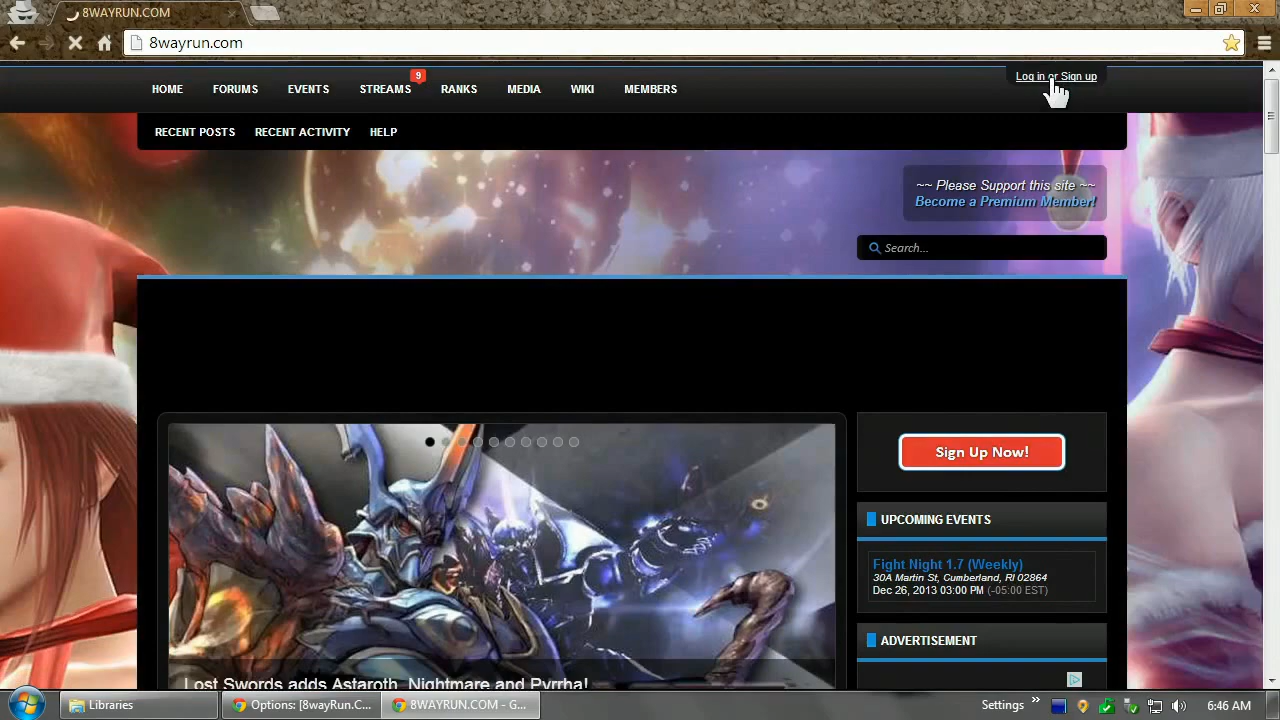 8WAYRUN.COM
8wayrun.com
Log in or Sign up
9
HOME FORUMS EVENTS STREAMS RANKS MEDIA WIKI MEMBERS
RECENT POSTS RECENT ACTIVITY HELP
~~ Please Support this site ~~
Become a Premium Member!
Search...
Sign Up Now!
UPCOMING EVENTS
Fight Night 1.7 (Weekly)
30A Martin St, Cumberland, RI 02864
Dec 26, 2013 03:00 PM (-05:00 EST)
ADVERTISEMENT
Lost Swords adds Astaroth, Nightmare and Pyrrha!
Libraries
Options: [8wayRun.C...
8WAYRUN.COM - G...
Settings
6:46 AM